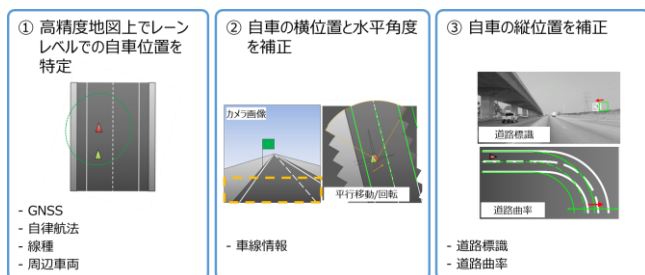 ① 高精度地図上でレーン
レベルでの自車位置を
特定
- GNSS
- 自律航法
- 線種
- 周辺車両
② 自車の横位置と水平角度
を補正
カメラ画像
平行移動/回転
- 車線情報
③ 自車の縦位置を補正
道路標識
道路曲率
- 道路標識
- 道路曲率